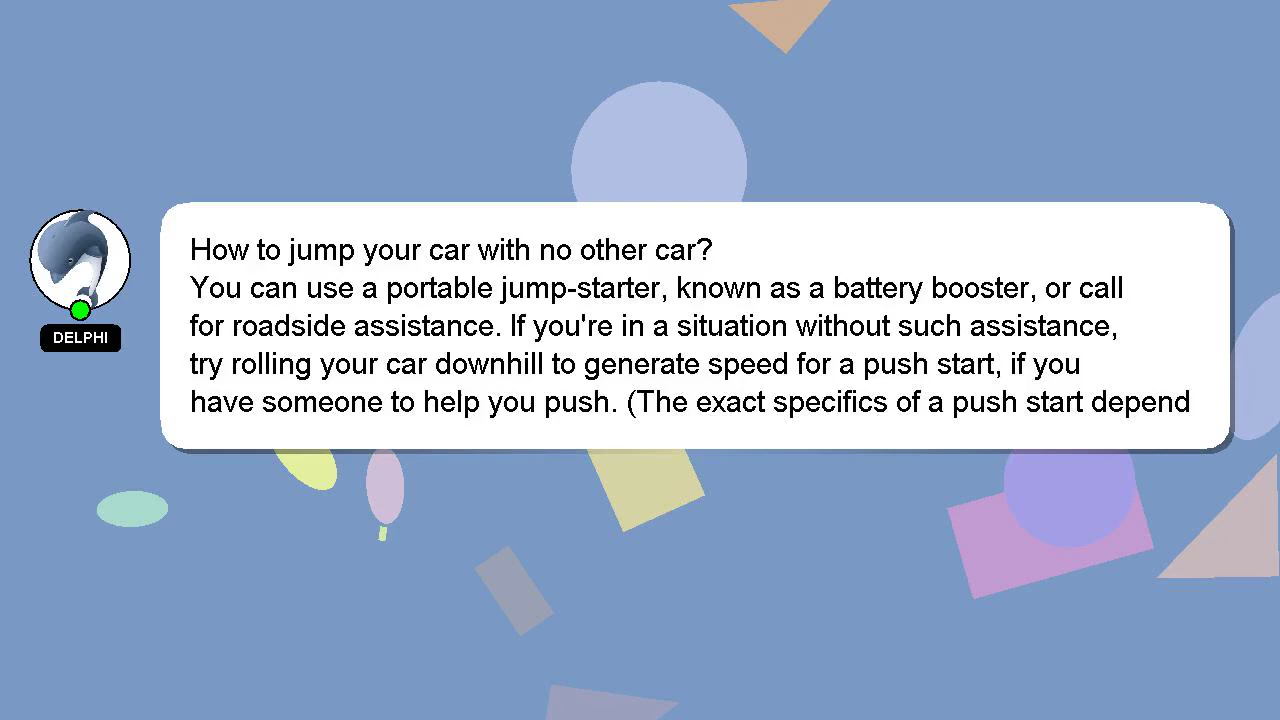 How to jump your car with no other car?
You can use a portable jump-starter, known as a battery booster, or call
for roadside assistance. If you're in a situation without such assistance,
try rolling your car downhill to generate speed for a push start, if you
have someone to help you push. (The exact specifics of a push start depend
DELPHI